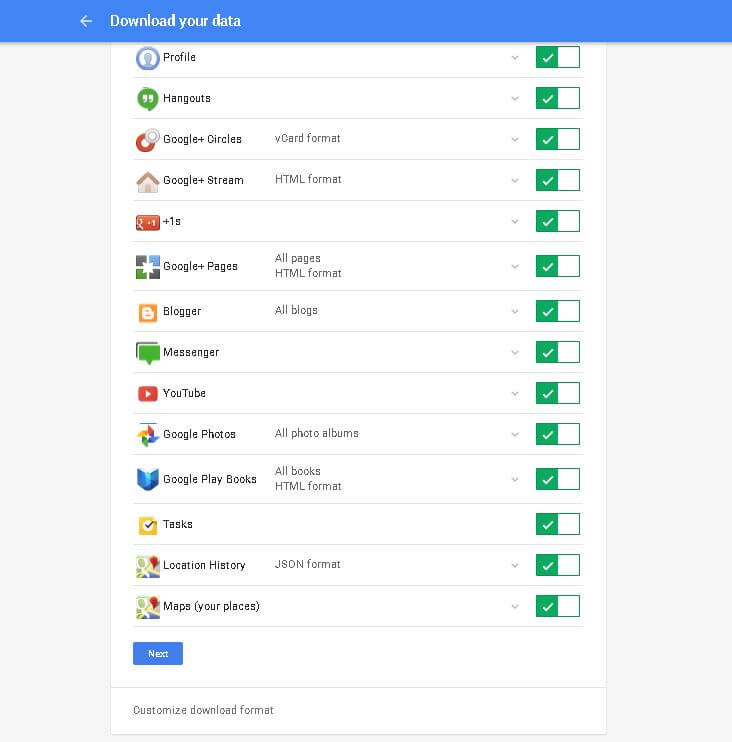 Download your data
Profile
Hangouts
Google+ Circles vCard format
Google+ Stream HTML format
+1s
Google+ Pages All pages
HTML format
Blogger All blogs
Messenger
YouTube
Google Photos All photo albums
Google Play Books All books
HTML format
Tasks
Location History JSON format
Maps (your places)
Next
Customize download format